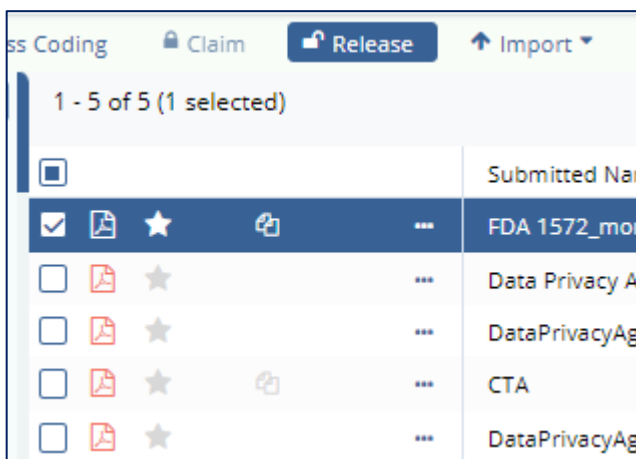 ss Coding Claim Release Import
1 - 5 of 5 (1 selected)
Submitted Nar
FDA 1572_mor
Data Privacy A
DataPrivacyAg
CTA
DataPrivacyAg